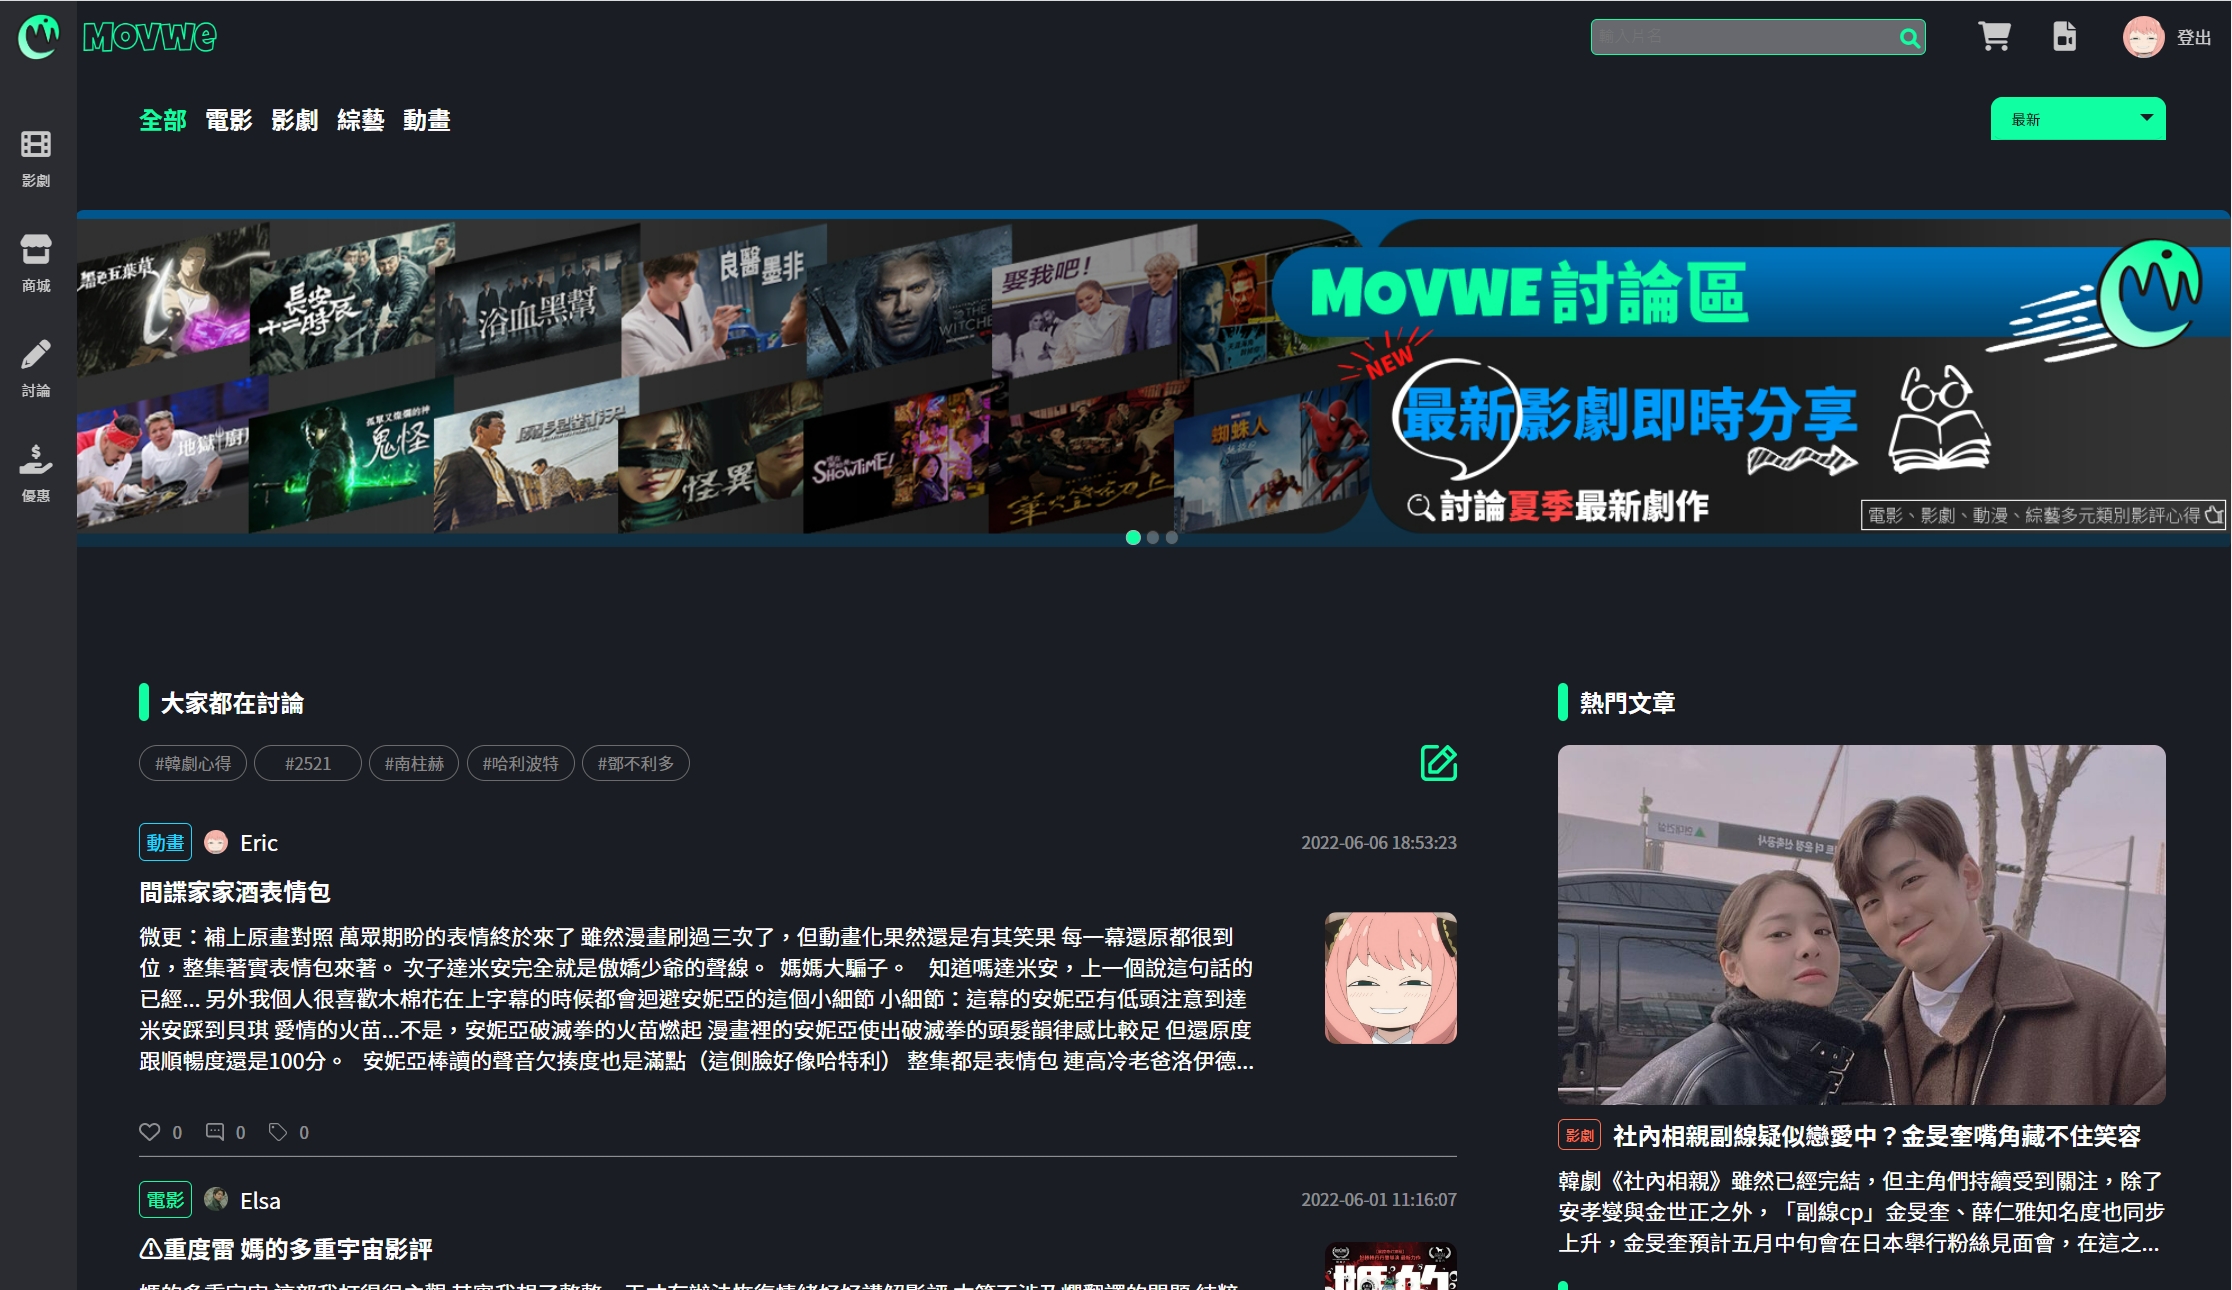 MOVWE
輸入片名
登出
影劇
商城
討論
優惠
全部 電影 影劇 綜藝 動畫
最新
黑色五葉草
長安十二時辰
浴血黑幫
良醫墨非
THE WITCHER
娶我吧!
地獄廚房
孤單又燦爛的神
鬼怪
怪異
SHOWTIME!
華燈初上
蜘蛛人
MOVWE討論區
NEW
最新影劇即時分享
討論夏季最新劇作
電影、影劇、動漫、綜藝多元類別影評心得
大家都在討論
#韓劇心得 #2521 #南柱赫 #哈利波特 #鄧不利多
動畫 Eric 2022-06-06 18:53:23
間諜家家酒表情包
微更：補上原畫對照 萬眾期盼的表情終於來了 雖然漫畫刷過三次了，但動畫化果然還是有其笑果 每一幕還原都很到
位，整集著實表情包來著。 次子達米安完全就是傲嬌少爺的聲線。 媽媽大騙子。 知道嗎達米安，上一個說這句話的
已經... 另外我個人很喜歡木棉花在上字幕的時候都會迴避安妮亞的這個小細節 小細節：這幕的安妮亞有低頭注意到達
米安踩到貝琪 愛情的火苗...不是，安妮亞破滅拳的火苗燃起 漫畫裡的安妮亞使出破滅拳的頭髮韻律感比較足 但還原度
跟順暢度還是100分。 安妮亞棒讀的聲音欠揍度也是滿點（這側臉好像哈特利） 整集都是表情包 連高冷老爸洛伊德...
0 0 0
電影 Elsa 2022-06-01 11:16:07
⚠重度雷 媽的多重宇宙影評
媽的
熱門文章
影劇 社內相親副線疑似戀愛中？金旻奎嘴角藏不住笑容
韓劇《社內相親》雖然已經完結，但主角們持續受到關注，除了
安孝燮與金世正之外，「副線cp」金旻奎、薛仁雅知名度也同步
上升，金旻奎預計五月中旬會在日本舉行粉絲見面會，在這之...